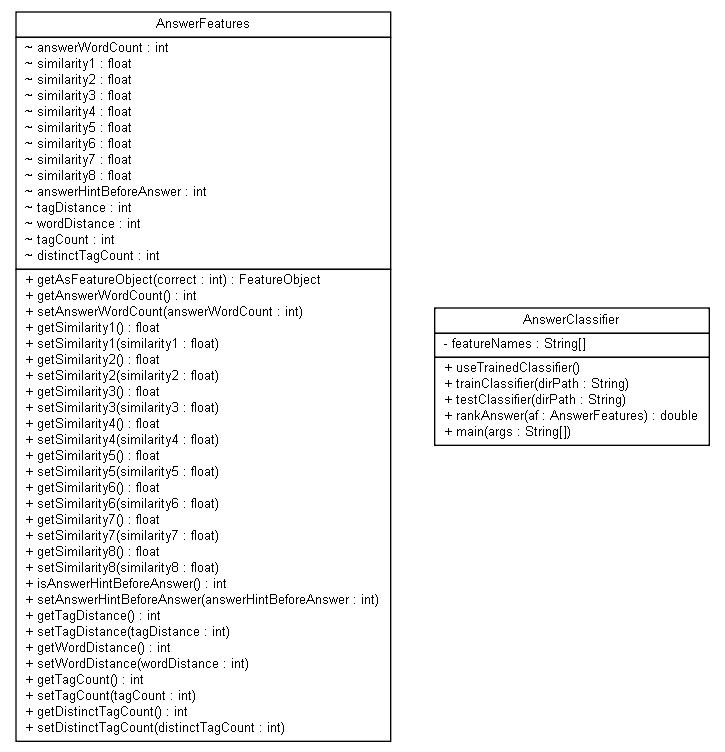 AnswerFeatures
~ answerWordCount : int
~ similarity1 : float
~ similarity2 : float
~ similarity3 : float
~ similarity4 : float
~ similarity5 : float
~ similarity6 : float
~ similarity7 : float
~ similarity8 : float
~ answerHintBeforeAnswer : int
~ tagDistance : int
~ wordDistance : int
~ tagCount : int
~ distinctTagCount : int
+ getAsFeatureObject(correct : int) : FeatureObject
+ getAnswerWordCount() : int
+ setAnswerWordCount(answerWordCount : int)
+ getSimilarity1() : float
+ setSimilarity1(similarity1 : float)
+ getSimilarity2() : float
+ setSimilarity2(similarity2 : float)
+ getSimilarity3() : float
+ setSimilarity3(similarity3 : float)
+ getSimilarity4() : float
+ setSimilarity4(similarity4 : float)
+ getSimilarity5() : float
+ setSimilarity5(similarity5 : float)
+ getSimilarity6() : float
+ setSimilarity6(similarity6 : float)
+ getSimilarity7() : float
+ setSimilarity7(similarity7 : float)
+ getSimilarity8() : float
+ setSimilarity8(similarity8 : float)
+ isAnswerHintBeforeAnswer() : int
+ setAnswerHintBeforeAnswer(answerHintBeforeAnswer : int)
+ getTagDistance() : int
+ setTagDistance(tagDistance : int)
+ getWordDistance() : int
+ setWordDistance(wordDistance : int)
+ getTagCount() : int
+ setTagCount(tagCount : int)
+ getDistinctTagCount() : int
+ setDistinctTagCount(distinctTagCount : int)
AnswerClassifier
- featureNames : String[]
+ useTrainedClassifier()
+ trainClassifier(dirPath : String)
+ testClassifier(dirPath : String)
+ rankAnswer(af : AnswerFeatures) : double
+ main(args : String[])